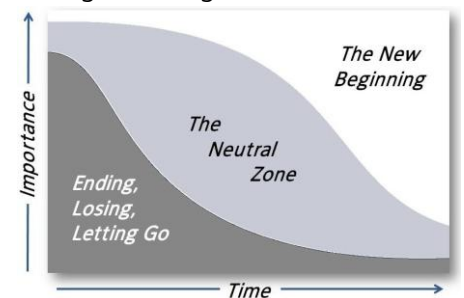 Importance
The New
Beginning
The
Neutral
Zone
Ending,
Losing,
Letting Go
Time